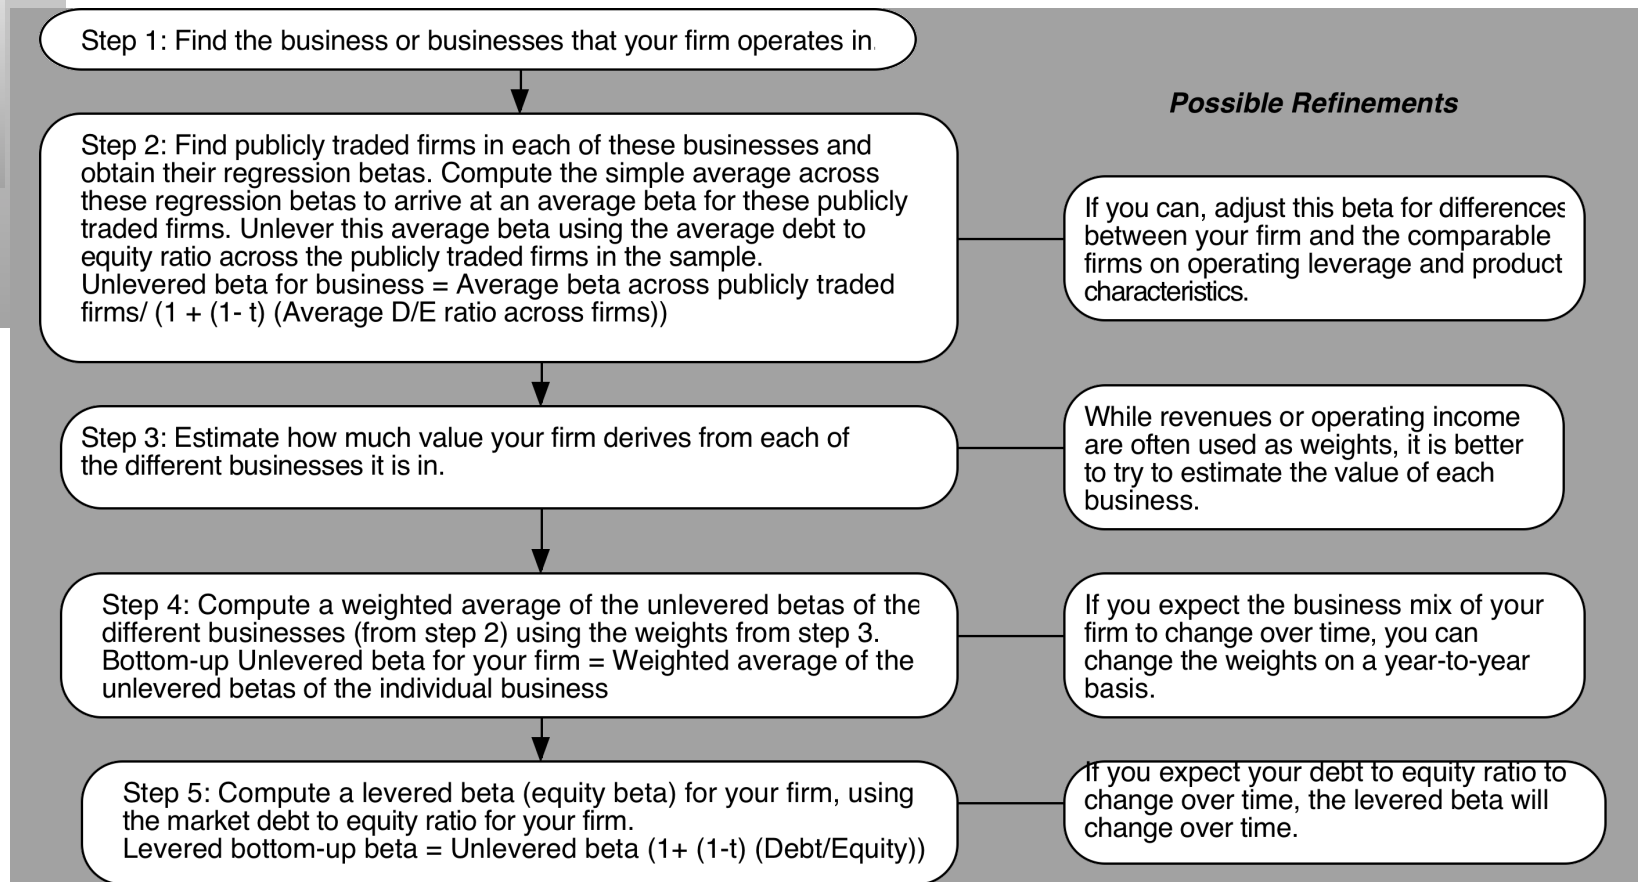 Step 1: Find the business or businesses that your firm operates in.
Possible Refinements
Step 2: Find publicly traded firms in each of these businesses and
obtain their regression betas. Compute the simple average across
these regression betas to arrive at an average beta for these publicly
traded firms. Unlever this average beta using the average debt to
equity ratio across the publicly traded firms in the sample.
Unlevered beta for business = Average beta across publicly traded
firms/ (1 + (1- t) (Average D/E ratio across firms))
If you can, adjust this beta for differences
between your firm and the comparable
firms on operating leverage and product
characteristics.
Step 3: Estimate how much value your firm derives from each of
the different businesses it is in.
While revenues or operating income
are often used as weights, it is better
to try to estimate the value of each
business.
Step 4: Compute a weighted average of the unlevered betas of the
different businesses (from step 2) using the weights from step 3.
Bottom-up Unlevered beta for your firm = Weighted average of the
unlevered betas of the individual business
If you expect the business mix of your
firm to change over time, you can
change the weights on a year-to-year
basis.
Step 5: Compute a levered beta (equity beta) for your firm, using
the market debt to equity ratio for your firm.
Levered bottom-up beta = Unlevered beta (1+ (1-t) (Debt/Equity))
If you expect your debt to equity ratio to
change over time, the levered beta will
change over time.